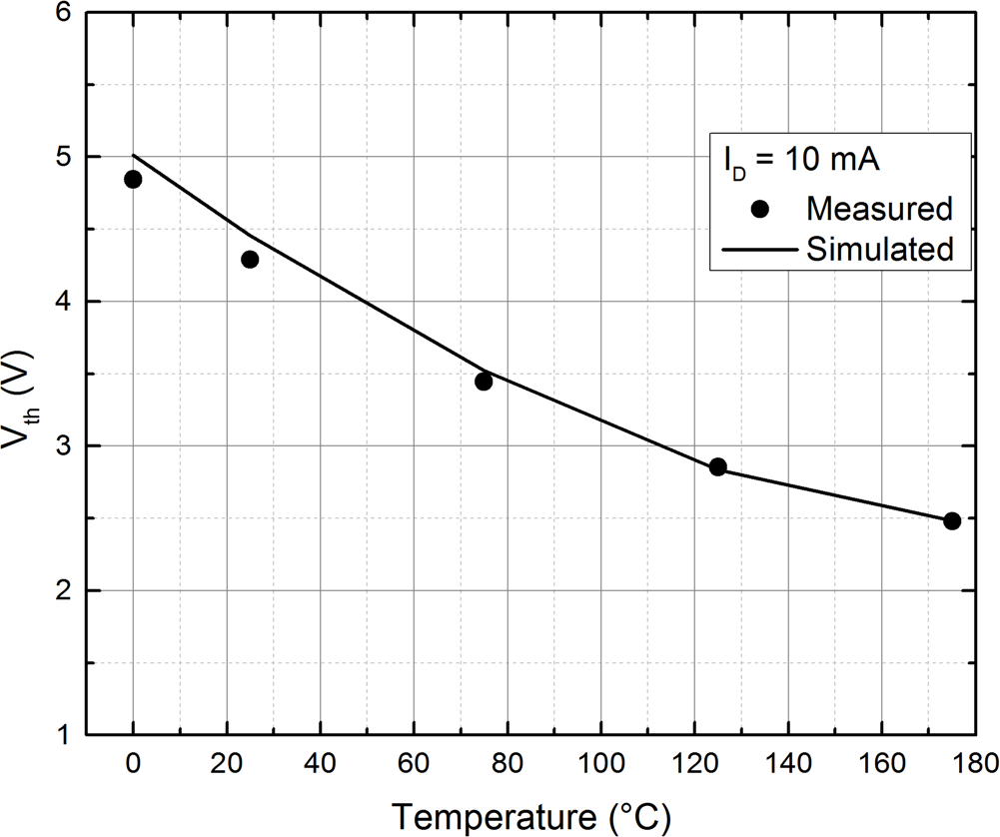 6
5
4
3
2
1
V_th (V)
I_D = 10 mA
Measured
Simulated
0 20 40 60 80 100 120 140 160 180
Temperature (°C)